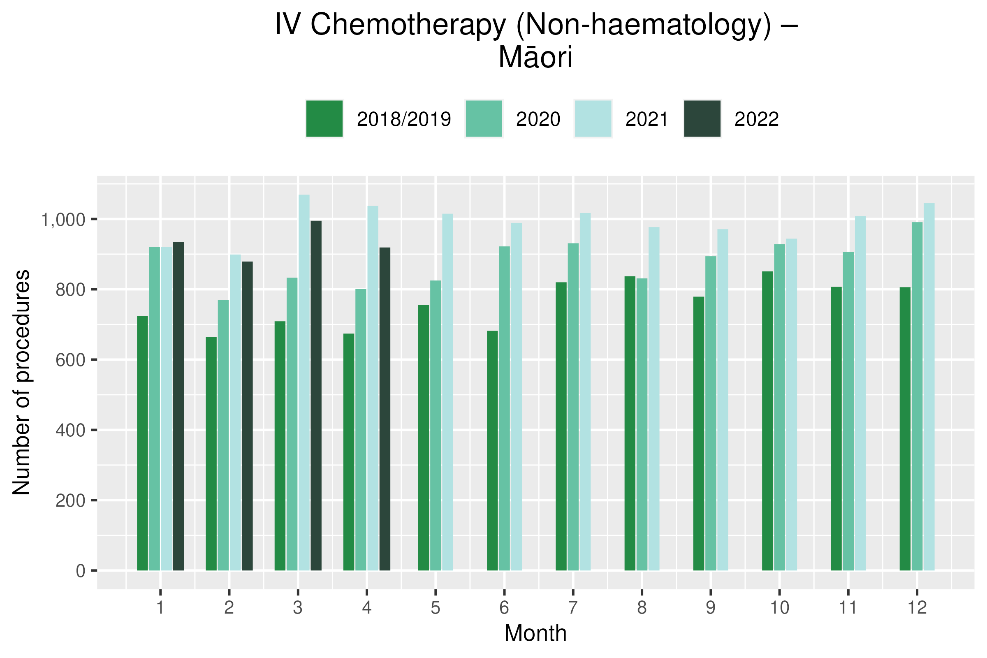 IV Chemotherapy (Non-haematology) –
Māori
2018/2019 2020 2021 2022
Number of procedures
1,000
800
600
400
200
0
1 2 3 4 5 6 7 8 9 10 11 12
Month